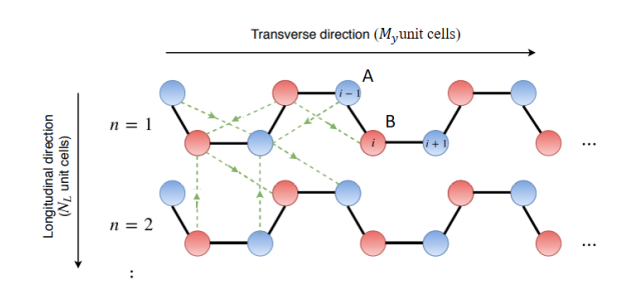 Transverse direction (M_y unit cells)
Longitudinal direction
(N_L unit cells)
A
i − 1
n = 1
B
i
i + 1
...
n = 2
...
: